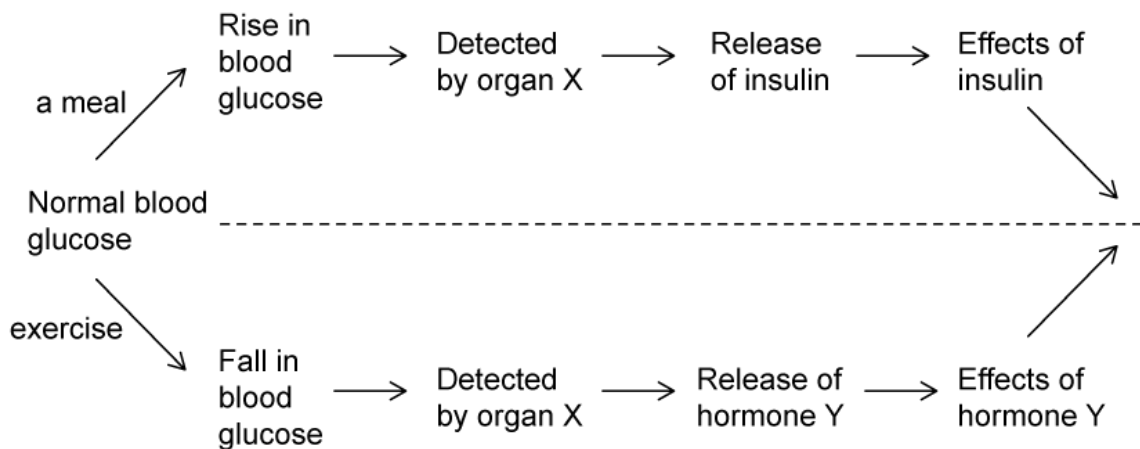 Rise in
blood
glucose
Detected
by organ X
Release
of insulin
Effects of
insulin
a meal
Normal blood
glucose
exercise
Fall in
blood
glucose
Detected
by organ X
Release of
hormone Y
Effects of
hormone Y